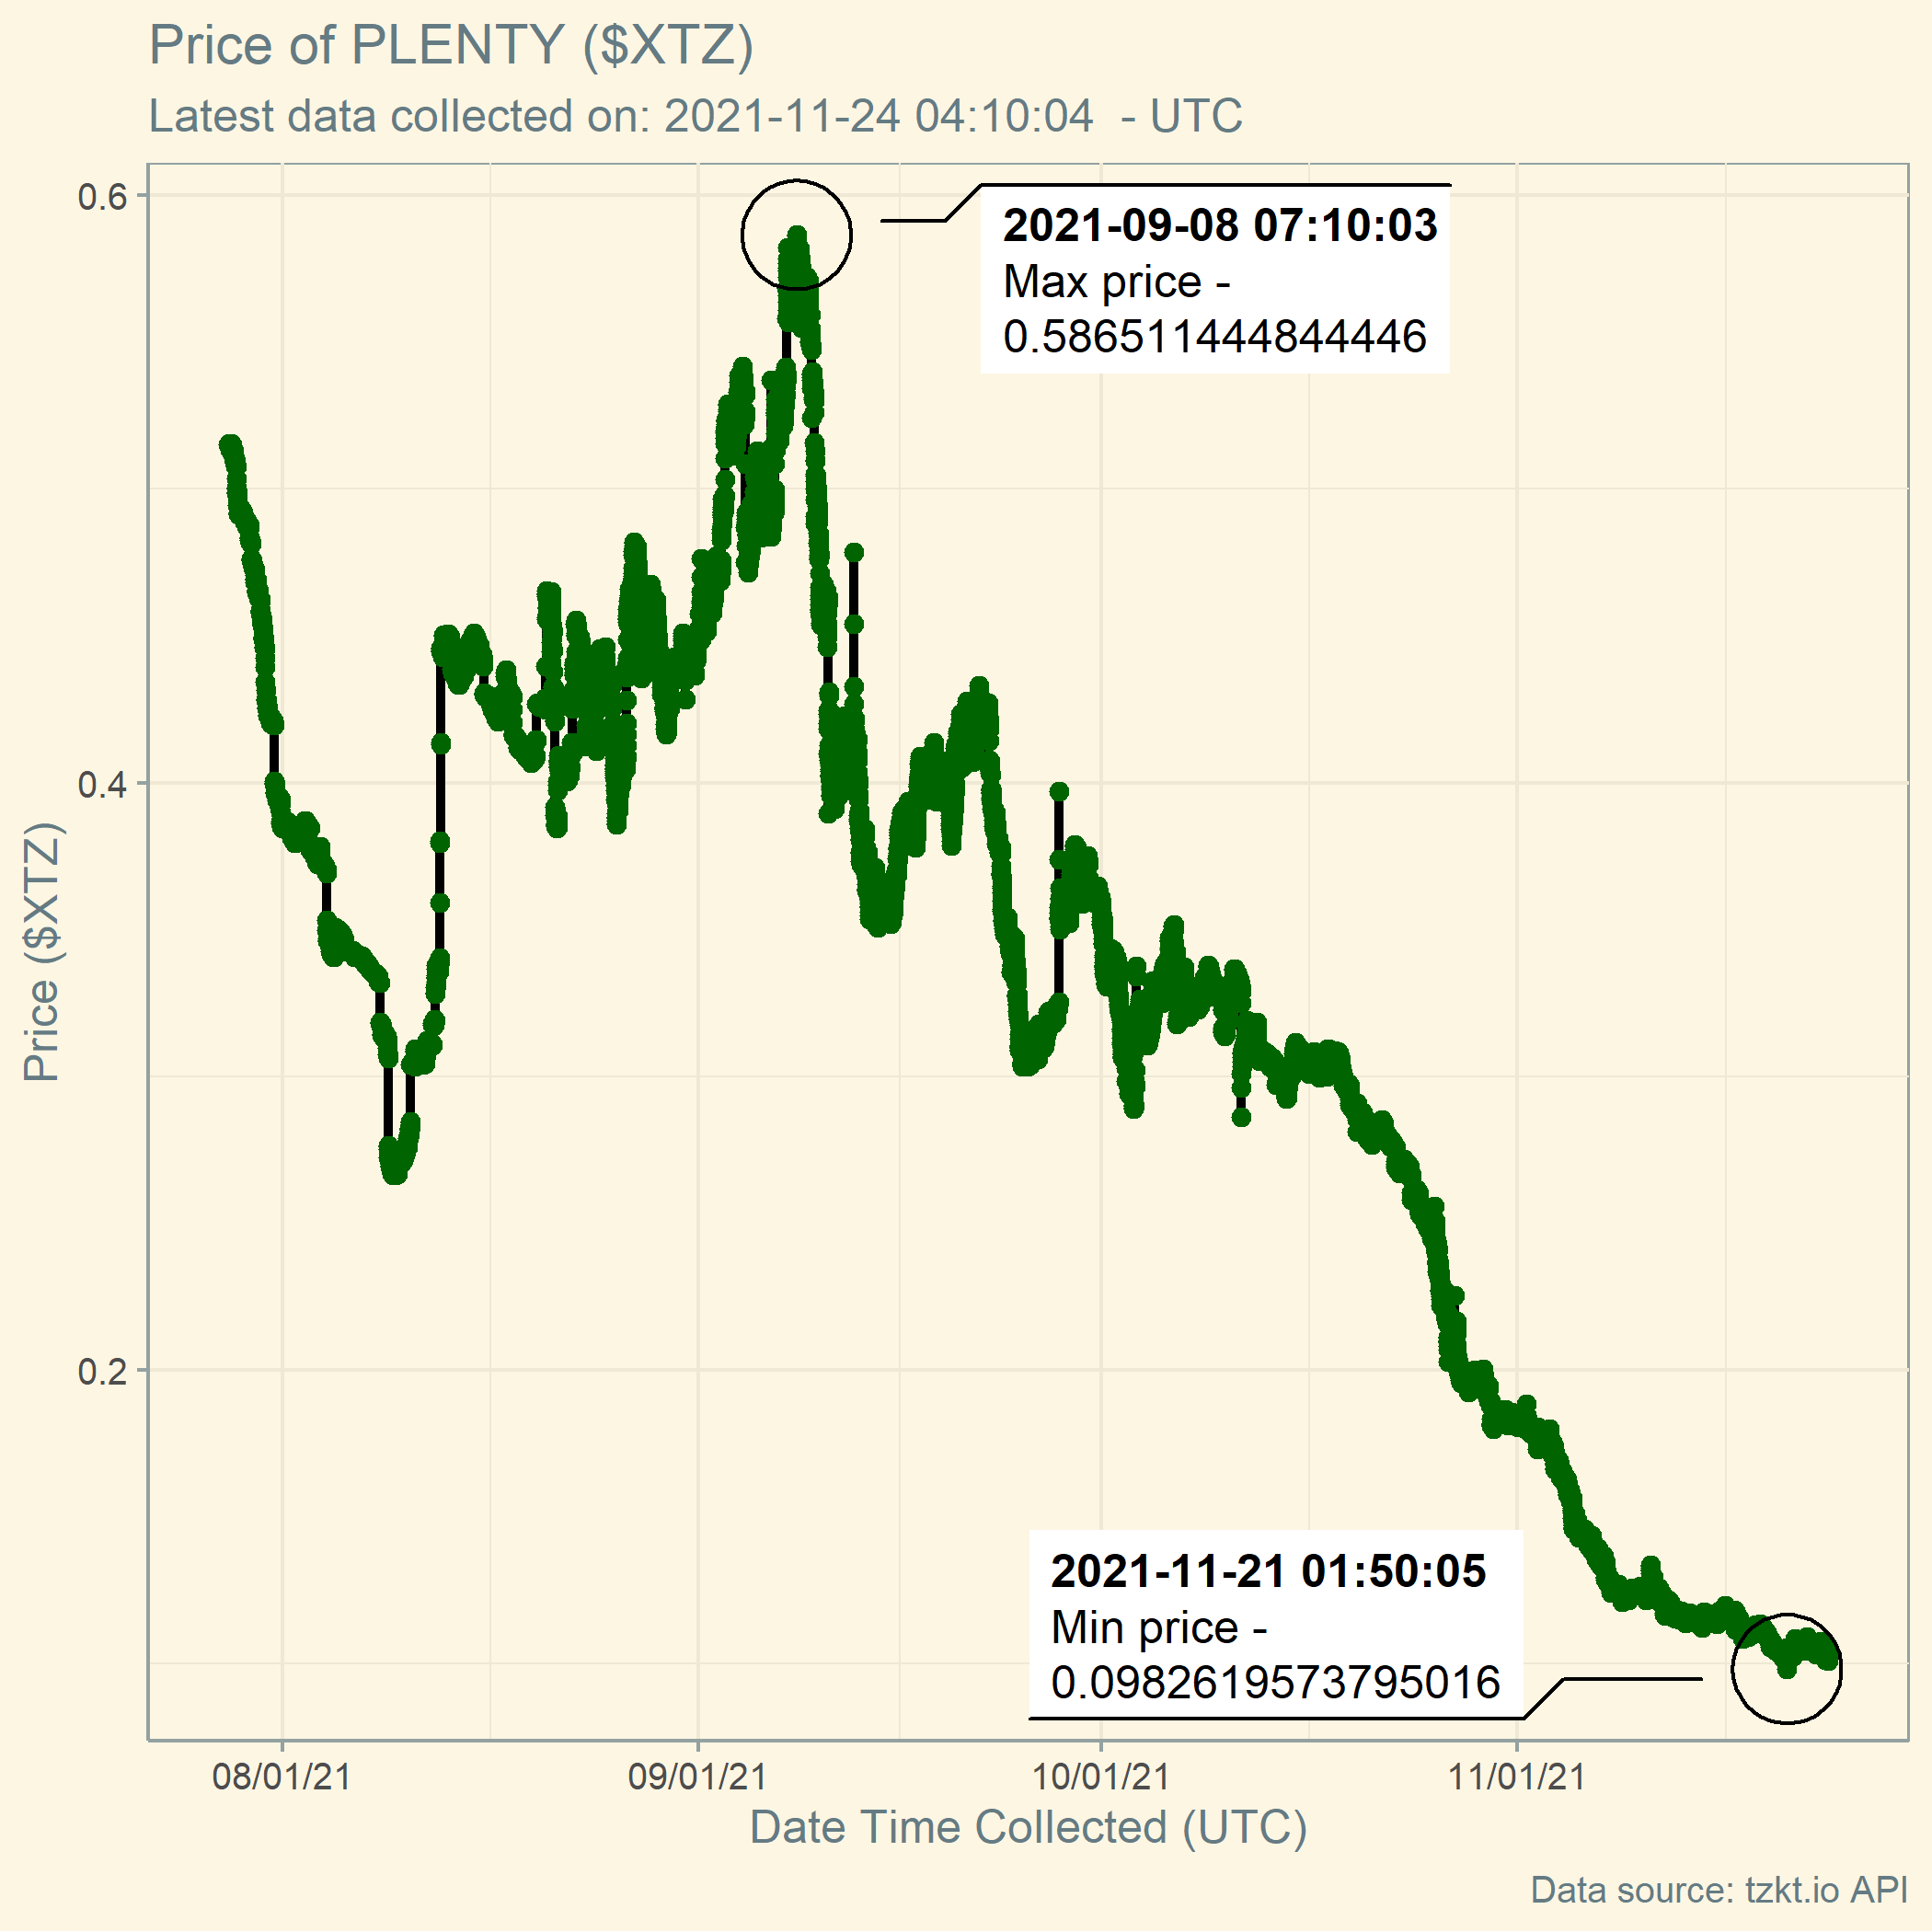 Price of PLENTY ($XTZ)
Latest data collected on: 2021-11-24 04:10:04  - UTC
0.6
0.4
0.2
Price ($XTZ)
2021-09-08 07:10:03
Max price -
0.586511444844446
2021-11-21 01:50:05
Min price -
0.0982619573795016
08/01/21
09/01/21
10/01/21
11/01/21
Date Time Collected (UTC)
Data source: tzkt.io API